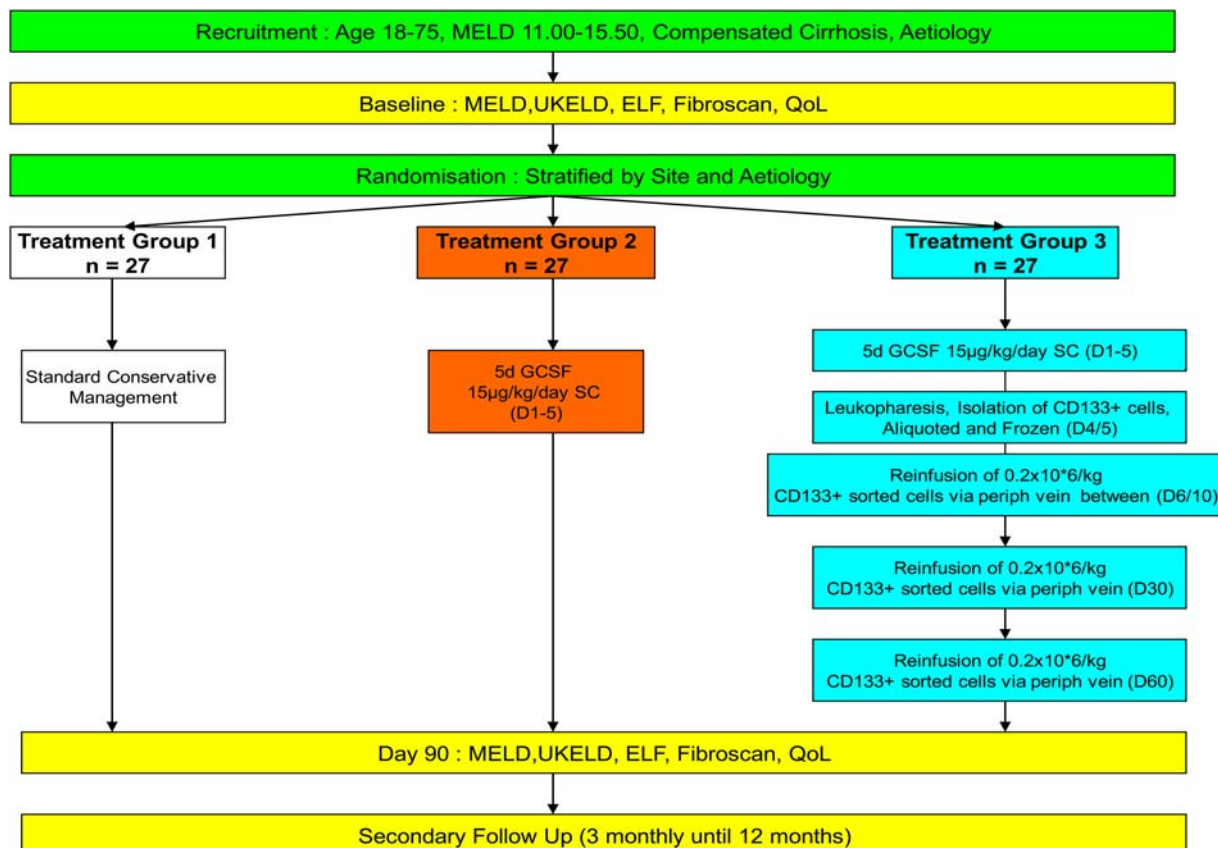 Recruitment : Age 18-75, MELD 11.00-15.50, Compensated Cirrhosis, Aetiology
Baseline : MELD,UKELD, ELF, Fibroscan, QoL
Randomisation : Stratified by Site and Aetiology
Treatment Group 1
n = 27
Treatment Group 2
n = 27
Treatment Group 3
n = 27
Standard Conservative
Management
5d GCSF
15µg/kg/day SC
(D1-5)
5d GCSF 15µg/kg/day SC (D1-5)
Leukopharesis, Isolation of CD133+ cells,
Aliquoted and Frozen (D4/5)
Reinfusion of 0.2x10*6/kg
CD133+ sorted cells via periph vein between (D6/10)
Reinfusion of 0.2x10*6/kg
CD133+ sorted cells via periph vein (D30)
Reinfusion of 0.2x10*6/kg
CD133+ sorted cells via periph vein (D60)
Day 90 : MELD,UKELD, ELF, Fibroscan, QoL
Secondary Follow Up (3 monthly until 12 months)